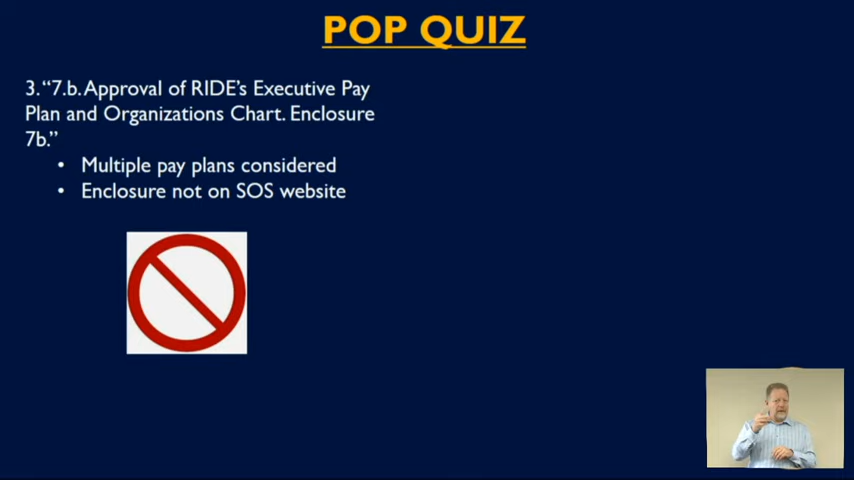 POP QUIZ
3. “7.b. Approval of RIDE’s Executive Pay
Plan and Organizations Chart. Enclosure
7b.”
• Multiple pay plans considered
• Enclosure not on SOS website